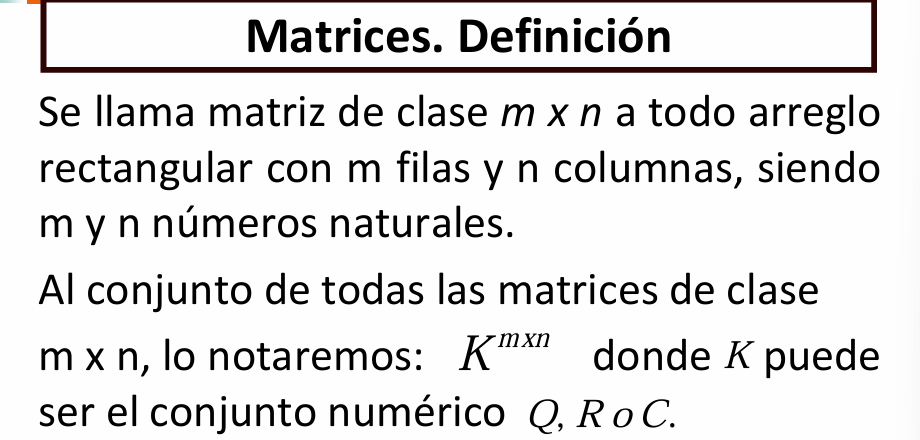 Matrices. Definición
Se llama matriz de clase m x n a todo arreglo
rectangular con m filas y n columnas, siendo
m y n números naturales.
Al conjunto de todas las matrices de clase
m x n, lo notaremos: K^{mxn} donde K puede
ser el conjunto numérico Q, R o C.